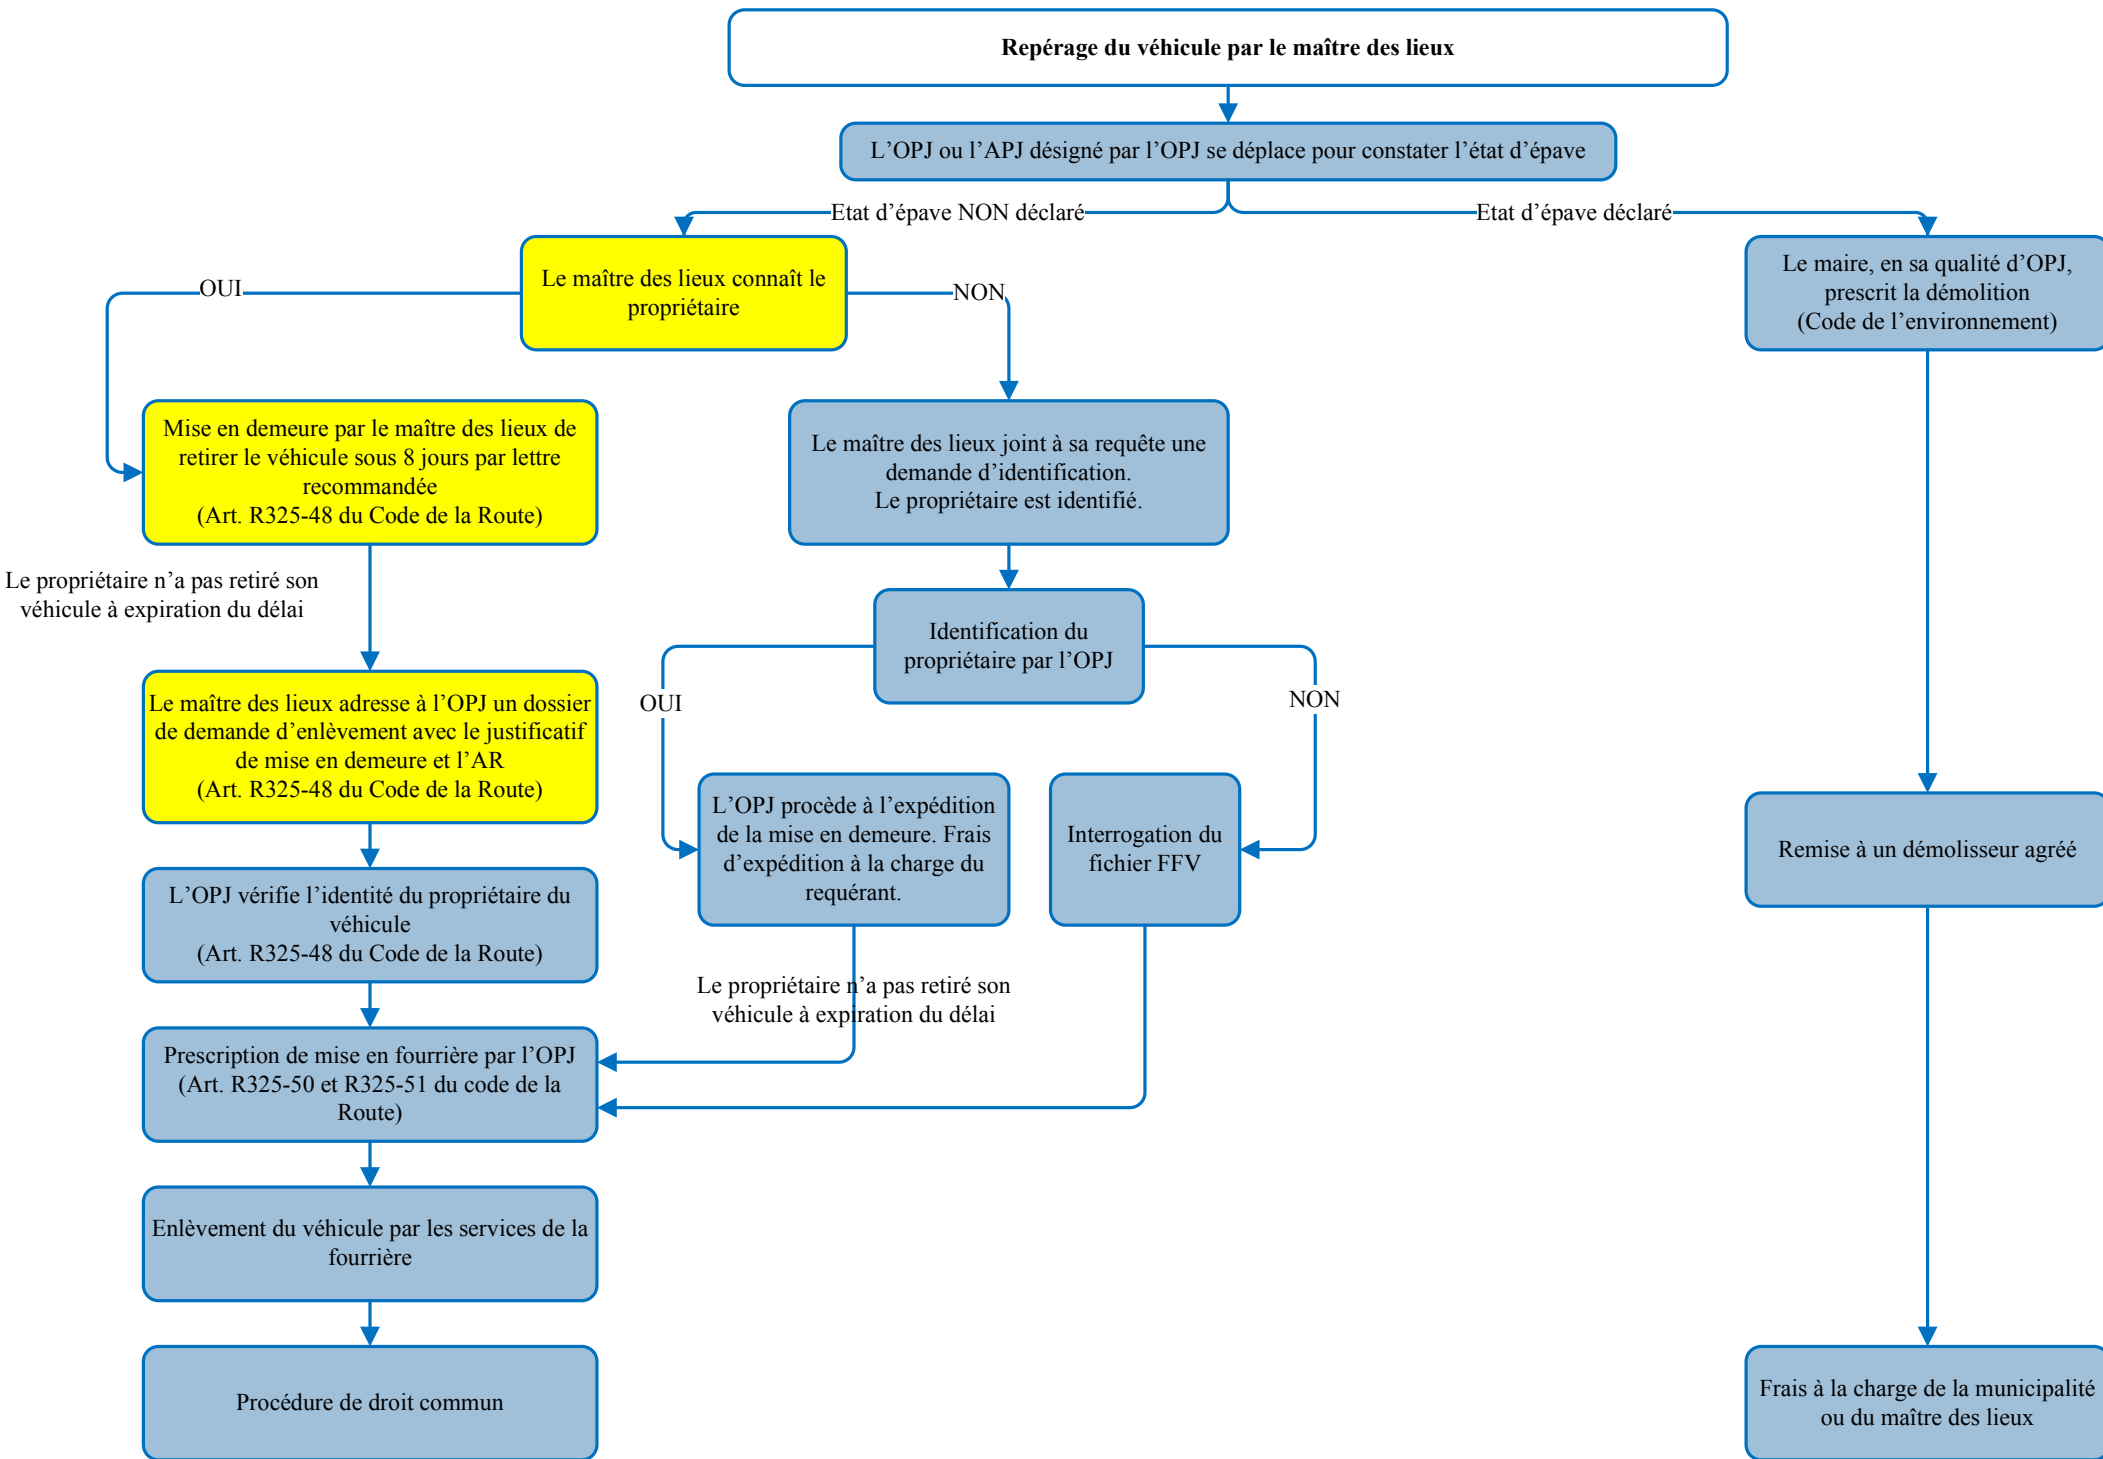 Repérage du véhicule par le maître des lieux
L’OPJ ou l’APJ désigné par l’OPJ se déplace pour constater l’état d’épave
Etat d’épave NON déclaré
Etat d’épave déclaré
Le maître des lieux connaît le
propriétaire
OUI
NON
Le maire, en sa qualité d’OPJ,
prescrit la démolition
(Code de l’environnement)
Mise en demeure par le maître des lieux de
retirer le véhicule sous 8 jours par lettre
recommandée
(Art. R325-48 du Code de la Route)
Le maître des lieux joint à sa requête une
demande d’identification.
Le propriétaire est identifié.
Le propriétaire n’a pas retiré son
véhicule à expiration du délai
Identification du
propriétaire par l’OPJ
OUI
NON
Le maître des lieux adresse à l’OPJ un dossier
de demande d’enlèvement avec le justificatif
de mise en demeure et l’AR
(Art. R325-48 du Code de la Route)
L’OPJ procède à l’expédition
de la mise en demeure. Frais
d’expédition à la charge du
requérant.
Interrogation du
fichier FFV
Remise à un démolisseur agréé
L’OPJ vérifie l’identité du propriétaire du
véhicule
(Art. R325-48 du Code de la Route)
Le propriétaire n’a pas retiré son
véhicule à expiration du délai
Prescription de mise en fourrière par l’OPJ
(Art. R325-50 et R325-51 du code de la
Route)
Enlèvement du véhicule par les services de la
fourrière
Procédure de droit commun
Frais à la charge de la municipalité
ou du maître des lieux